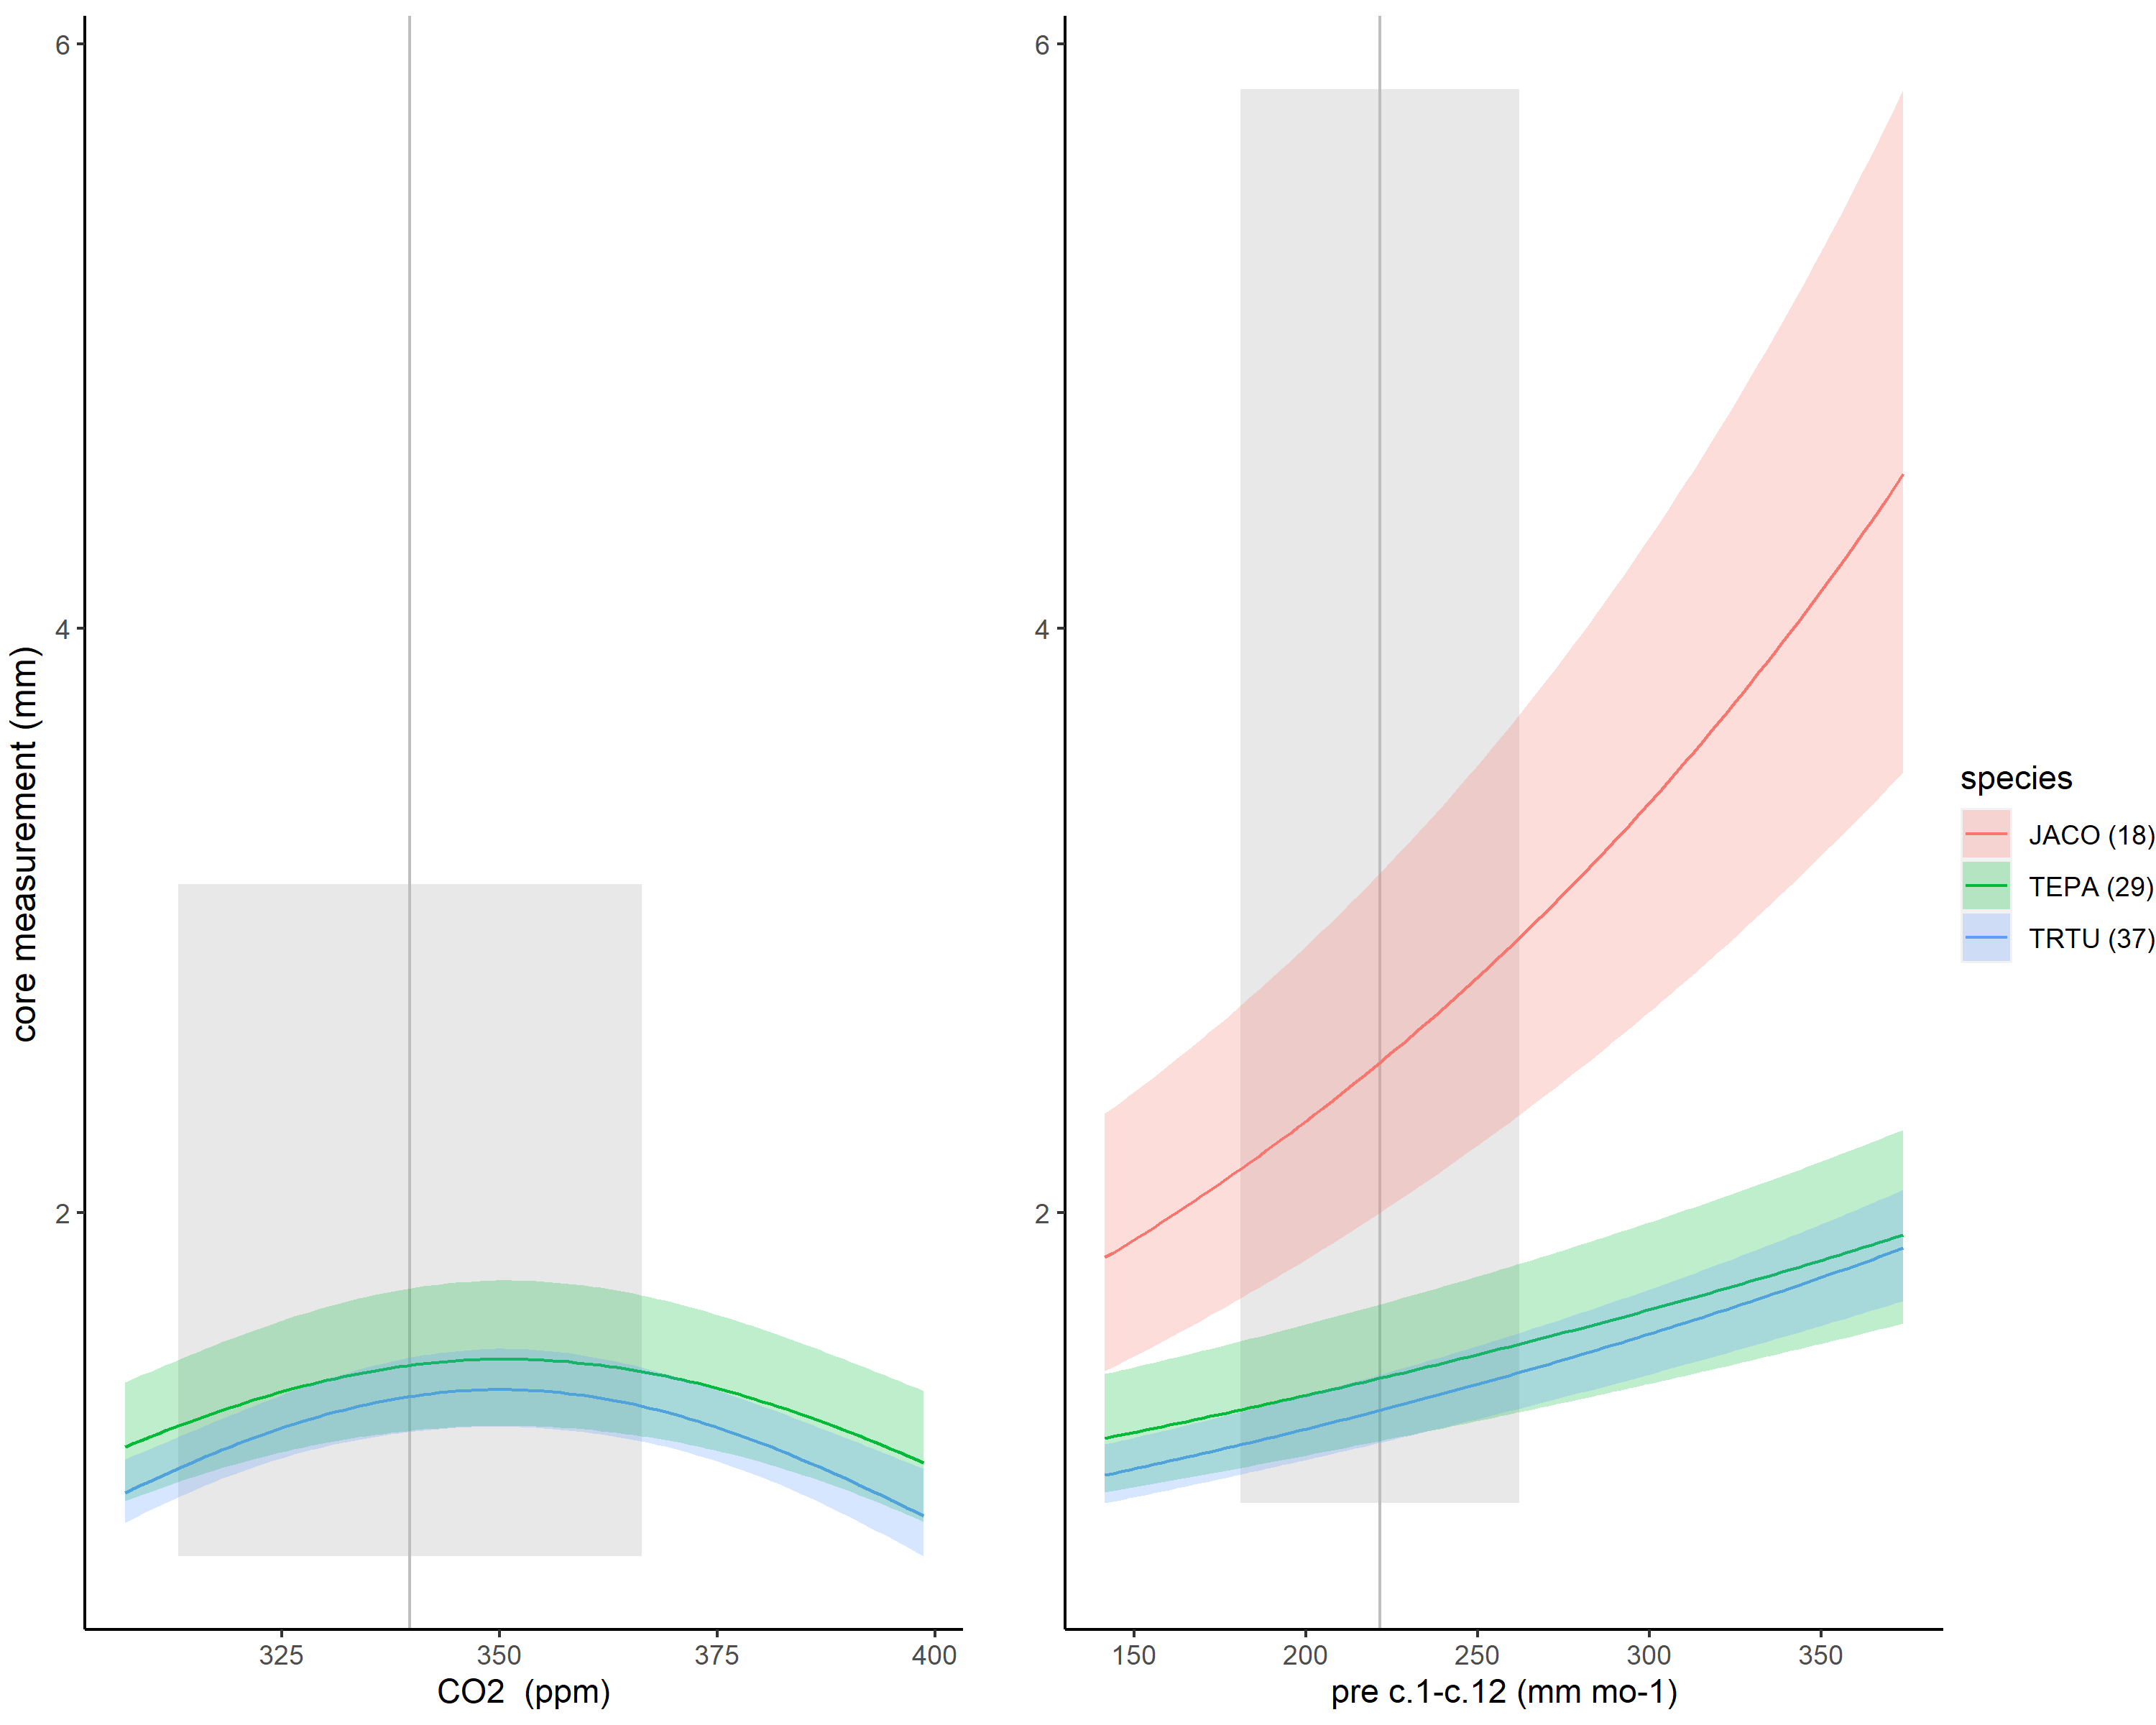 core measurement (mm)
6
4
2
325 350 375 400
CO2 (ppm)
6
4
2
150 200 250 300 350
pre c.1-c.12 (mm mo-1)
species
JACO (18)
TEPA (29)
TRTU (37)